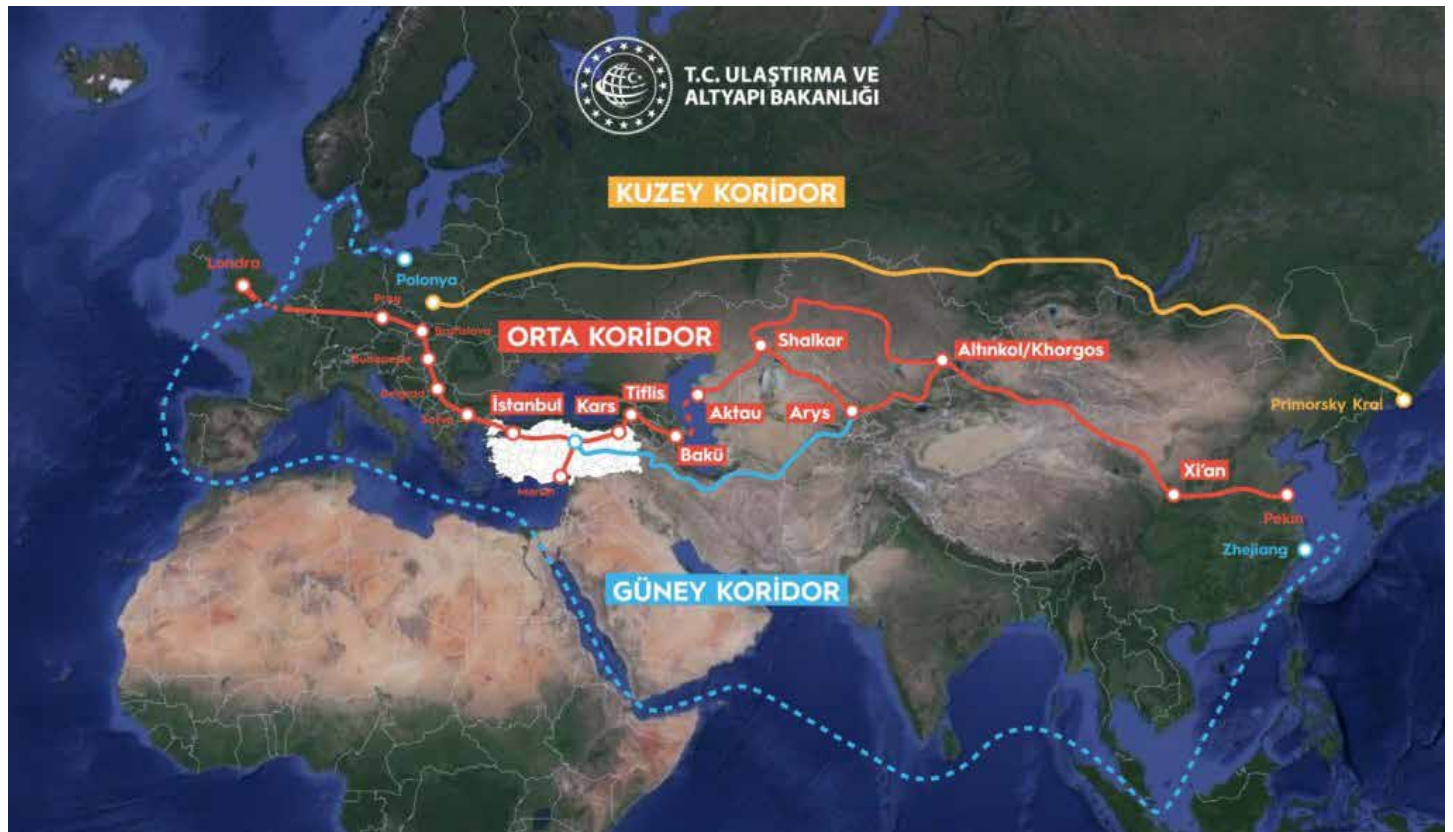 T.C. ULAŞTIRMA VE
ALTYAPI BAKANLIĞI
KUZEY KORİDOR
Londra
Polonya
Prag
Bratislava
ORTA KORİDOR
Shalkar
Altınkol/Khorgos
Budapeşte
Belgrad
Sofya
İstanbul
Kars
Tiflis
Aktau
Arys
Primorsky Krai
Bakü
Mersin
Xi'an
Pekin
Zhejiang
GÜNEY KORİDOR